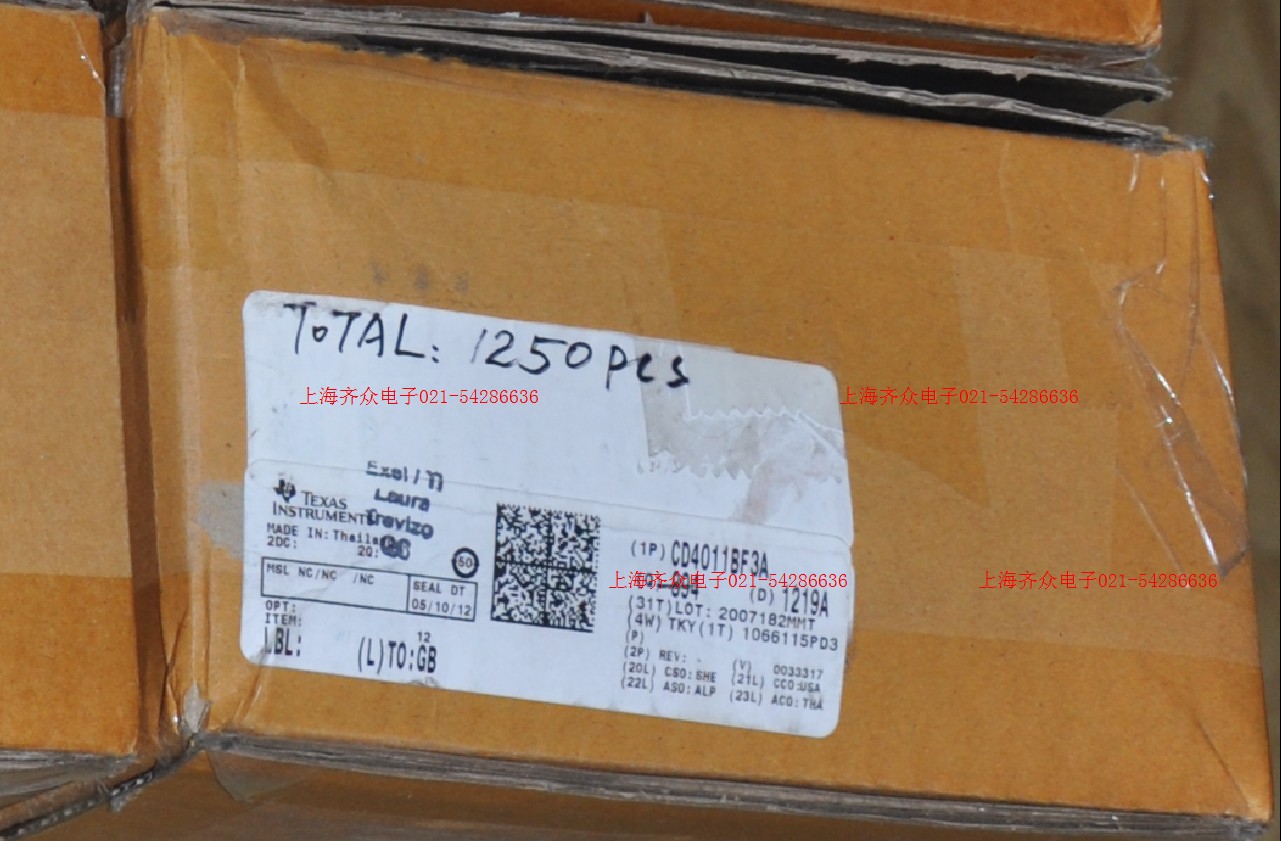 TOTAL: 1250 pcs
上海齐众电子021-54286636
上海齐众电子021-54286636
Exel / TI
Laura
Trevizo
QC
TEXAS
INSTRUMENTS
MADE IN: Thaila
2DC: 2Q:
50
MSL NC/NC /NC
SEAL DT
05/10/12
OPT:
ITEM:
LBL:
12
(L)TO:GB
(1P) CD4011BF3A
上海齐众电子021-54286636
上海齐众电子021-54286636
(D) 1219A
(31T)LOT: 2007182MMT
(4W) TKY(1T) 1066115PD3
(P)
(2P) REV: (V) 0033317
(20L) CSO:SHE (21L) CCO:USA
(22L) ASO:ALP (23L) ACO:THA